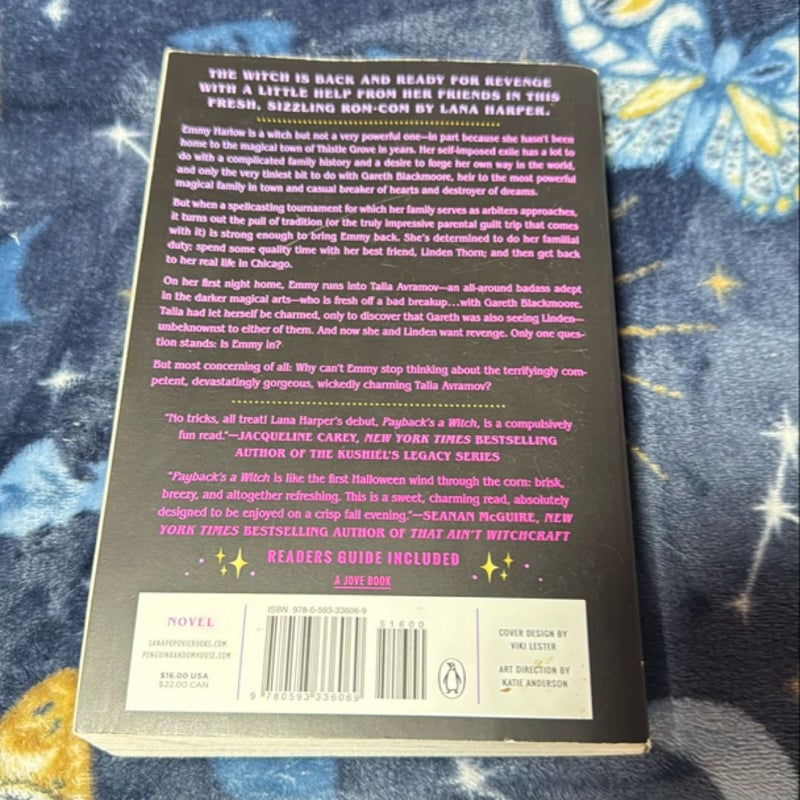 THE WITCH IS BACK AND READY FOR REVENGE
WITH A LITTLE HELP FROM HER FRIENDS IN THIS
FRESH, SIZZLING ROM-COM BY LANA HARPER.
Emmy Harlow is a witch but not a very powerful one—in part because she hasn't been
home to the magical town of Thistle Grove in years. Her self-imposed exile has a lot to
do with a complicated family history and a desire to forge her own way in the world,
and only the very tiniest bit to do with Gareth Blackmoore, heir to the most powerful
magical family in town and casual breaker of hearts and destroyer of dreams.
But when a spellcasting tournament for which her family serves as arbiters approaches,
it turns out the pull of tradition (or the truly impressive parental guilt trip that comes
with it) is strong enough to bring Emmy back. She's determined to do her familial
duty; spend some quality time with her best friend, Linden Thorn; and then get back
to her real life in Chicago.
On her first night home, Emmy runs into Talia Avramov—an all-around badass adept
in the darker magical arts—who is fresh off a bad breakup...with Gareth Blackmoore.
Talia had let herself be charmed, only to discover that Gareth was also seeing Linden—
unbeknownst to either of them. And now she and Linden want revenge. Only one ques-
tion stands: Is Emmy in?
But most concerning of all: Why can't Emmy stop thinking about the terrifyingly com-
petent, devastatingly gorgeous, wickedly charming Talia Avramov?
"No tricks, all treat! Lana Harper's debut, Payback's a Witch, is a compulsively
fun read."—JACQUELINE CAREY, NEW YORK TIMES BESTSELLING
AUTHOR OF THE KUSHIEL'S LEGACY SERIES
"Payback's a Witch is like the first Halloween wind through the corn: brisk,
breezy, and altogether refreshing. This is a sweet, charming read, absolutely
designed to be enjoyed on a crisp fall evening."—SEANAN McGUIRE, NEW
YORK TIMES BESTSELLING AUTHOR OF THAT AIN'T WITCHCRAFT
READERS GUIDE INCLUDED
A JOVE BOOK
NOVEL
LANAPOPOVICBOOKS.COM
PENGUINRANDOMHOUSE.COM
$16.00 USA
$22.00 CAN
ISBN 978-0-593-33606-9
51600
9 780593 336069
COVER DESIGN BY
VIKI LESTER
ART DIRECTION BY
KATIE ANDERSON